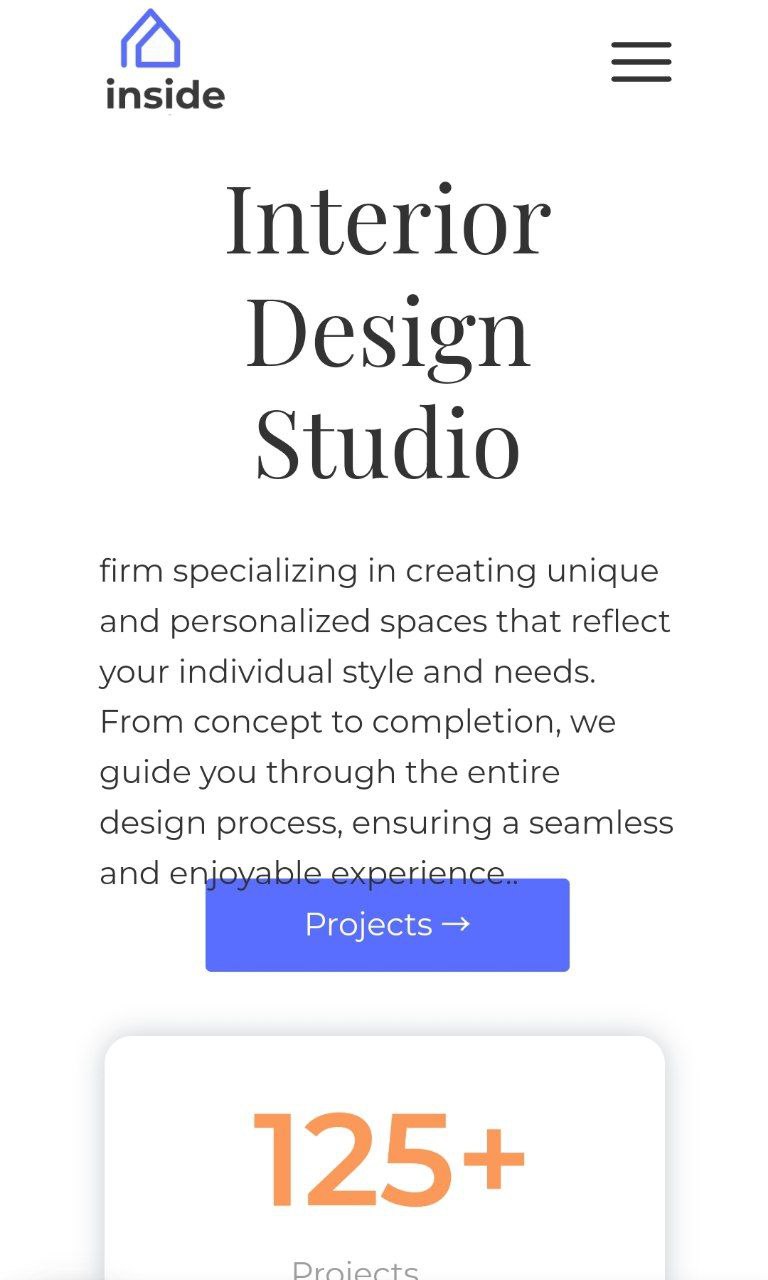 inside
Interior
Design
Studio
firm specializing in creating unique
and personalized spaces that reflect
your individual style and needs.
From concept to completion, we
guide you through the entire
design process, ensuring a seamless
and enjoyable experience..
Projects →
125+
Projects